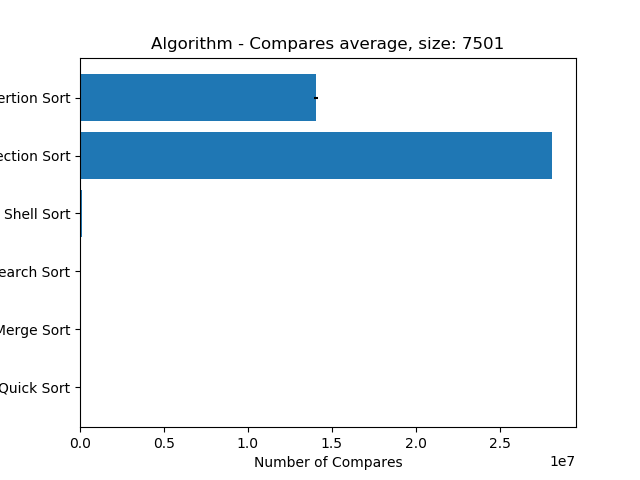 Algorithm - Compares average, size: 7501
ertion Sort
ection Sort
Shell Sort
earch Sort
Merge Sort
Quick Sort
0.0 0.5 1.0 1.5 2.0 2.5
1e7
Number of Compares